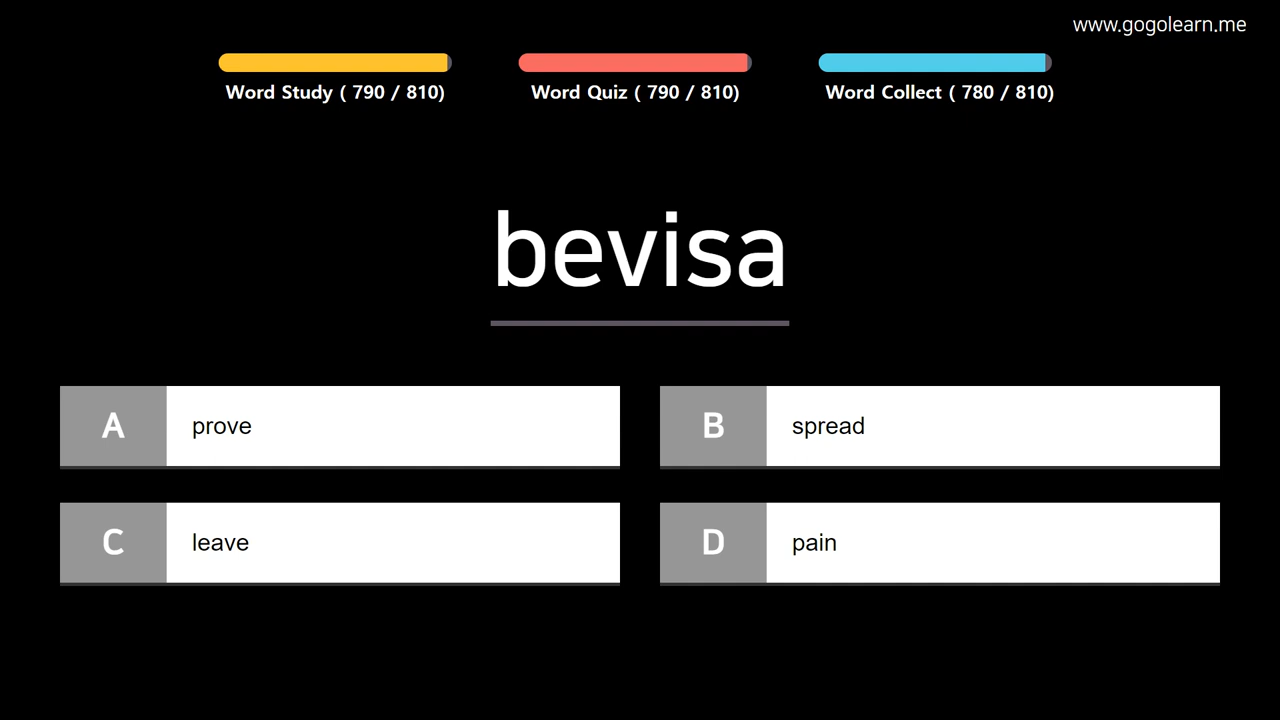 www.gogolearn.me
Word Study ( 790 / 810)
Word Quiz ( 790 / 810)
Word Collect ( 780 / 810)
bevisa
A prove
B spread
C leave
D pain